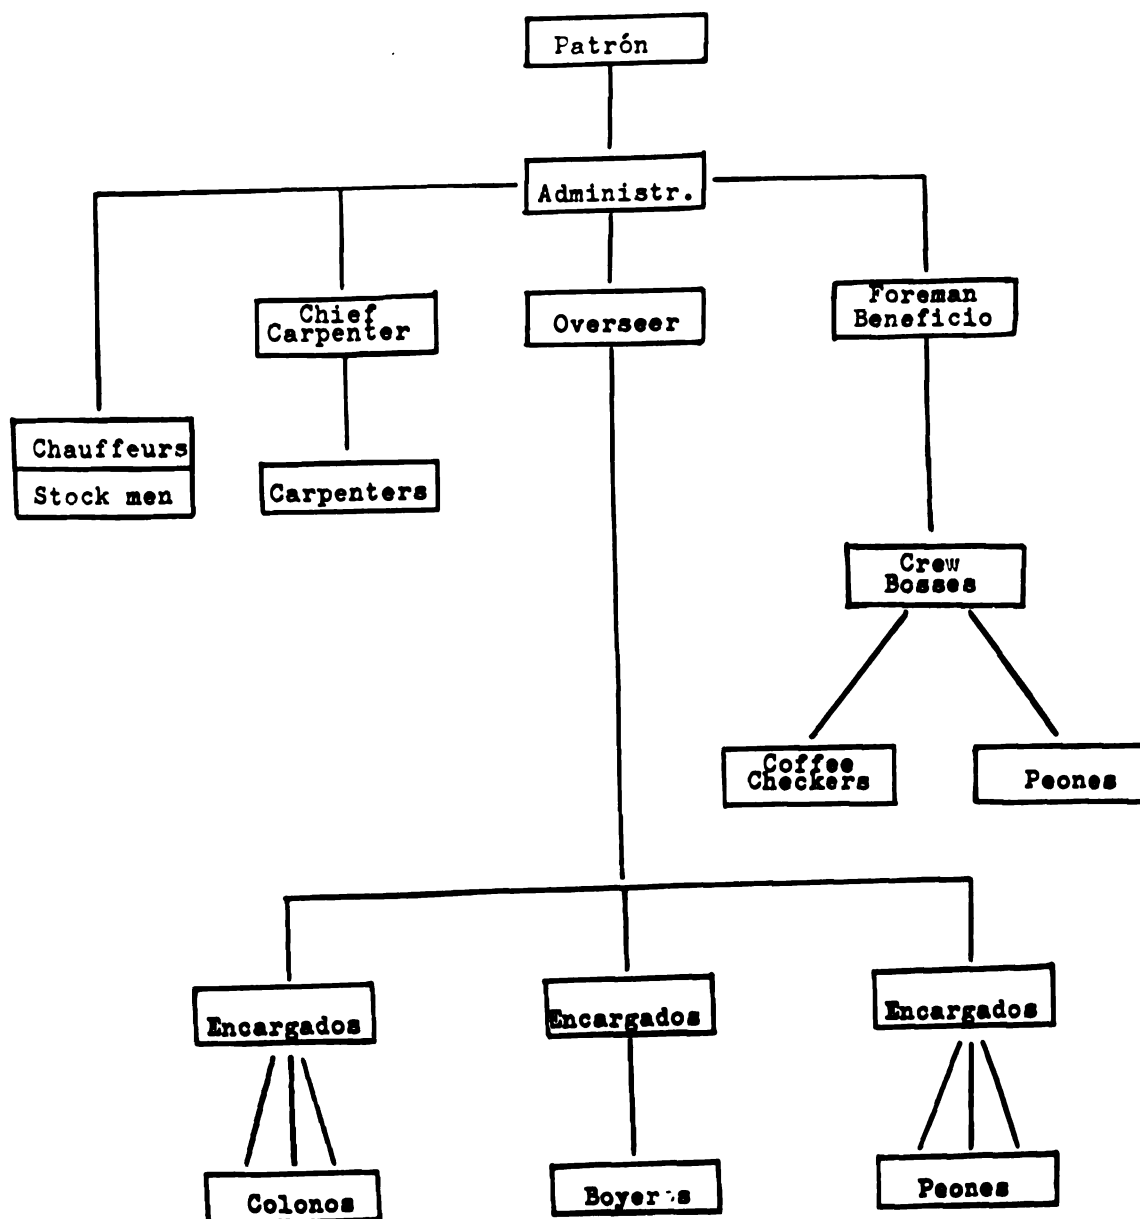 Patrón
Administr.
Chief
Carpenter
Overseer
Foreman
Beneficio
Chauffeurs
Stock men
Carpenters
Crew
Bosses
Coffee
Checkers
Peones
Encargados
Encargados
Encargados
Colonos
Peones